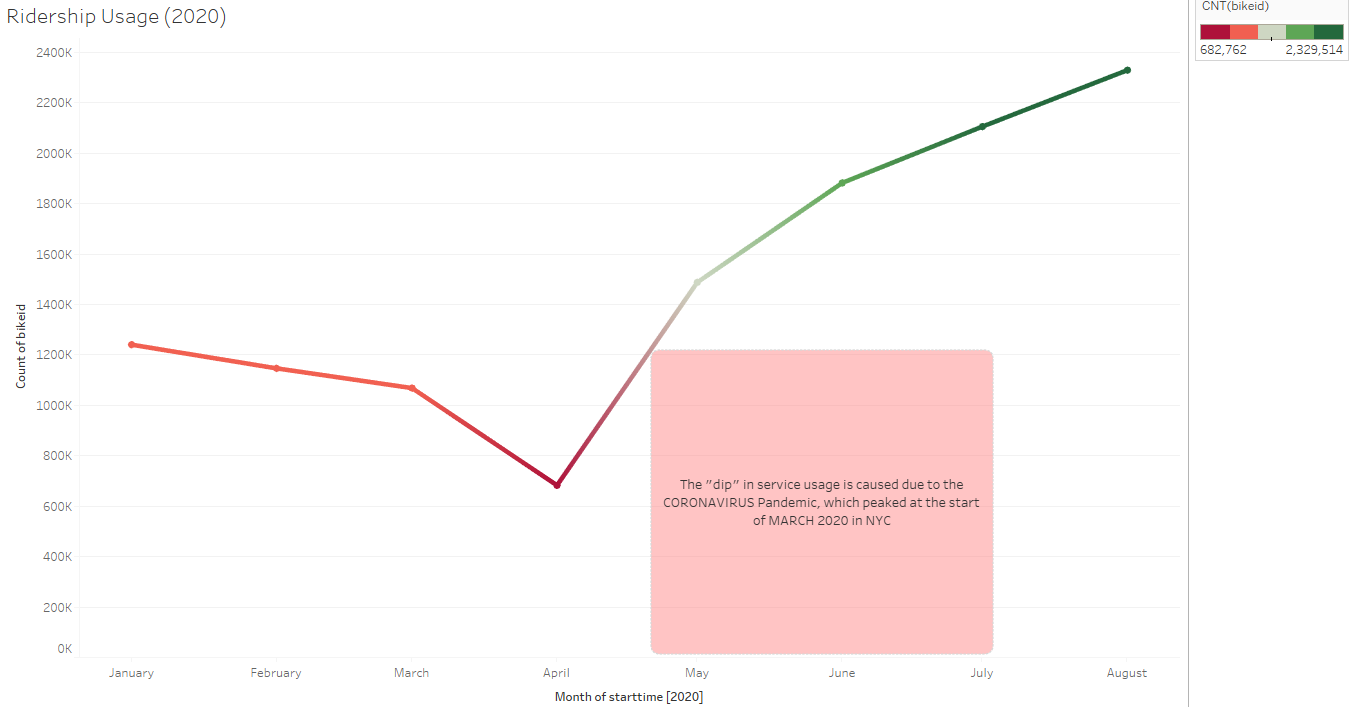 Ridership Usage (2020)
CNT(bikeid)
682,762 2,329,514
2400K
2200K
2000K
1800K
1600K
1400K
1200K
1000K
800K
600K
400K
200K
0K
Count of bikeid
The "dip" in service usage is caused due to the
CORONAVIRUS Pandemic, which peaked at the start
of MARCH 2020 in NYC
January February March April May June July August
Month of starttime [2020]